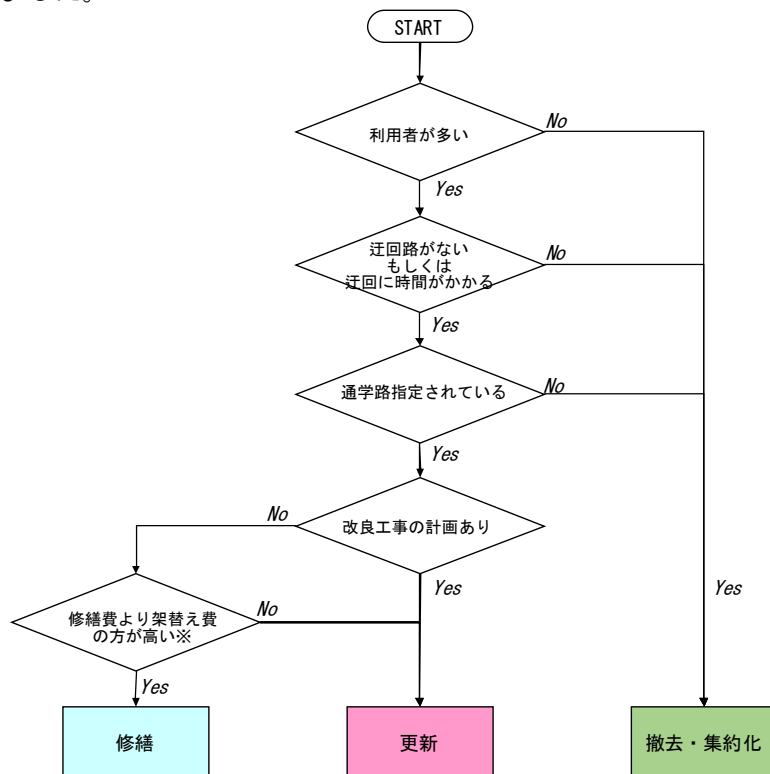 START
利用者が多い
No
Yes
迂回路がない
もしくは
迂回に時間がかかる
No
Yes
通学路指定されている
No
Yes
改良工事の計画あり
No
Yes
Yes
修繕費より架替え費
の方が高い※
No
Yes
修繕
更新
撤去・集約化